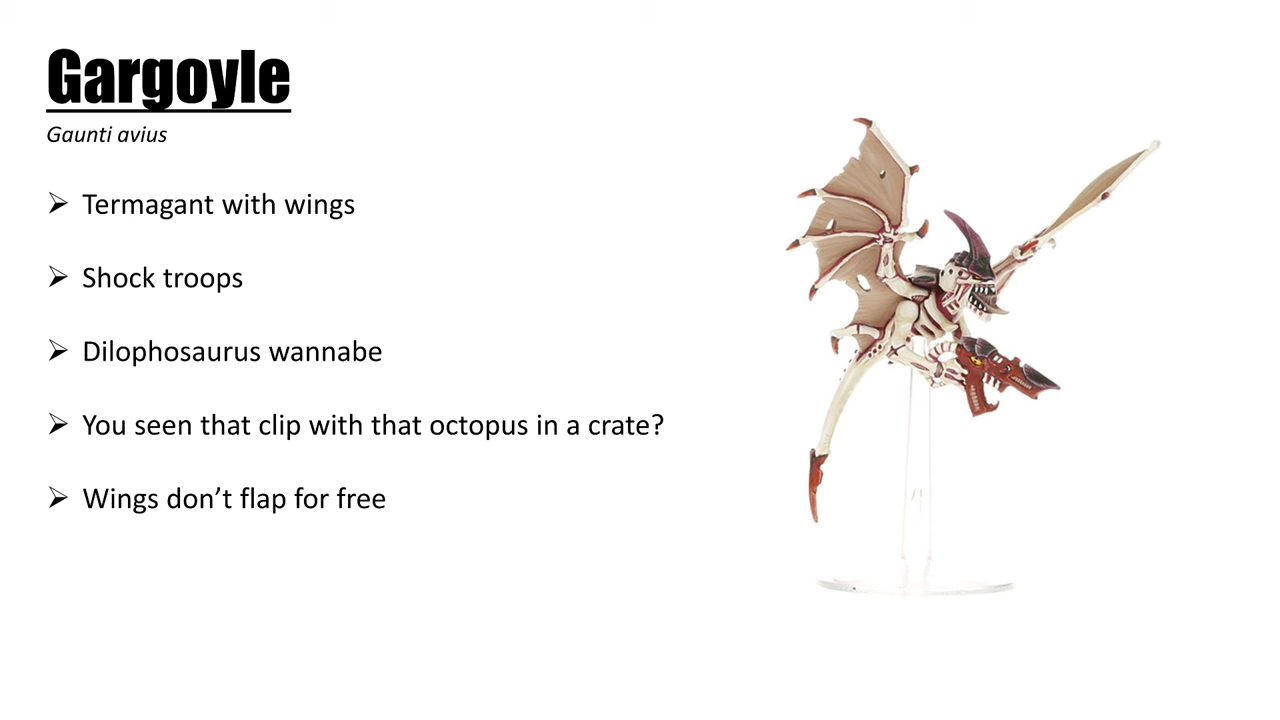 Gargoyle
Gaunti avius
➢ Termagant with wings
➢ Shock troops
➢ Dilophosaurus wannabe
➢ You seen that clip with that octopus in a crate?
➢ Wings don’t flap for free